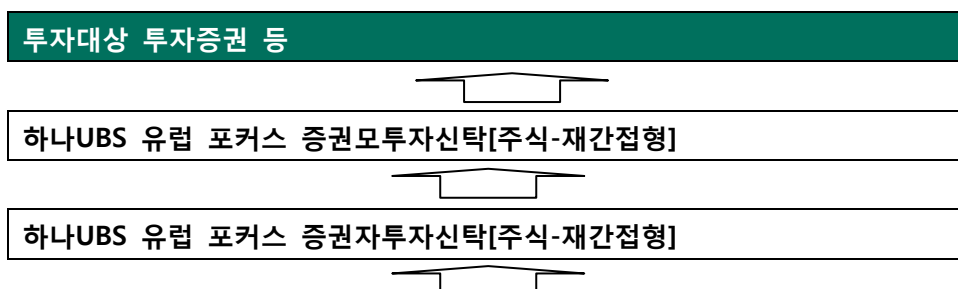 투자대상 투자증권 등
하나UBS 유럽 포커스 증권모투자신탁[주식-재간접형]
하나UBS 유럽 포커스 증권자투자신탁[주식-재간접형]